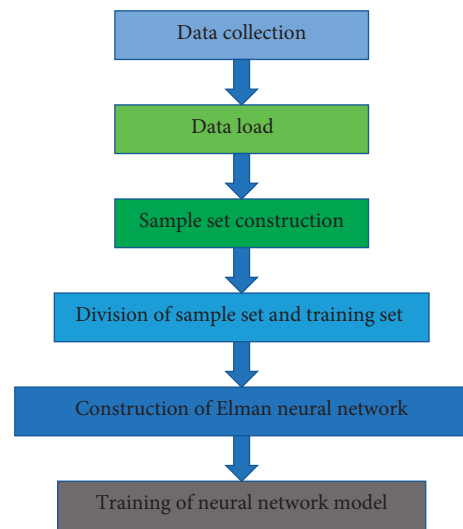 Data collection
Data load
Sample set construction
Division of sample set and training set
Construction of Elman neural network
Training of neural network model